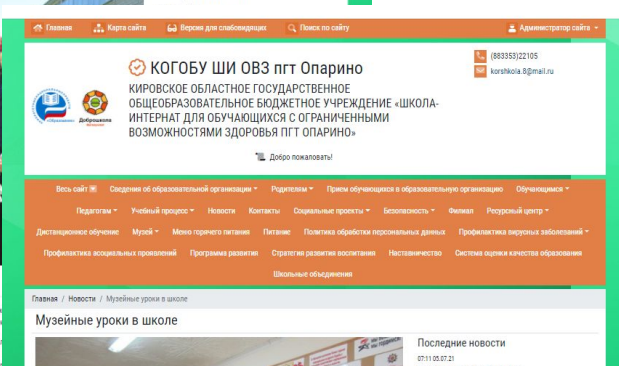 Главная Карта сайта Версия для слабовидящих Поиск по сайту Администратор сайта
КОГОБУ ШИ ОВЗ пгт Опарино
(883353)22105
korshkola.8@mail.ru
КИРОВСКОЕ ОБЛАСТНОЕ ГОСУДАРСТВЕННОЕ
ОБЩЕОБРАЗОВАТЕЛЬНОЕ БЮДЖЕТНОЕ УЧРЕЖДЕНИЕ «ШКОЛА-
ИНТЕРНАТ ДЛЯ ОБУЧАЮЩИХСЯ С ОГРАНИЧЕННЫМИ
ВОЗМОЖНОСТЯМИ ЗДОРОВЬЯ ПГТ ОПАРИНО»
Доброшкола
Добро пожаловать!
Весь сайт Сведения об образовательной организации Родителям Прием обучающихся в образовательную организацию Обучающимся
Педагогам Учебный процесс Новости Контакты Социальные проекты Безопасность Филиал Ресурсный центр
Дистанционное обучение Музей Меню горячего питания Питание Политика обработки персональных данных Профилактика вирусных заболеваний
Профилактика асоциальных проявлений Программа развития Стратегия развития воспитания Наставничество Система оценки качества образования
Школьные объединения
Главная / Новости / Музейные уроки в школе
Музейные уроки в школе
Последние новости
07:11 05.07.21